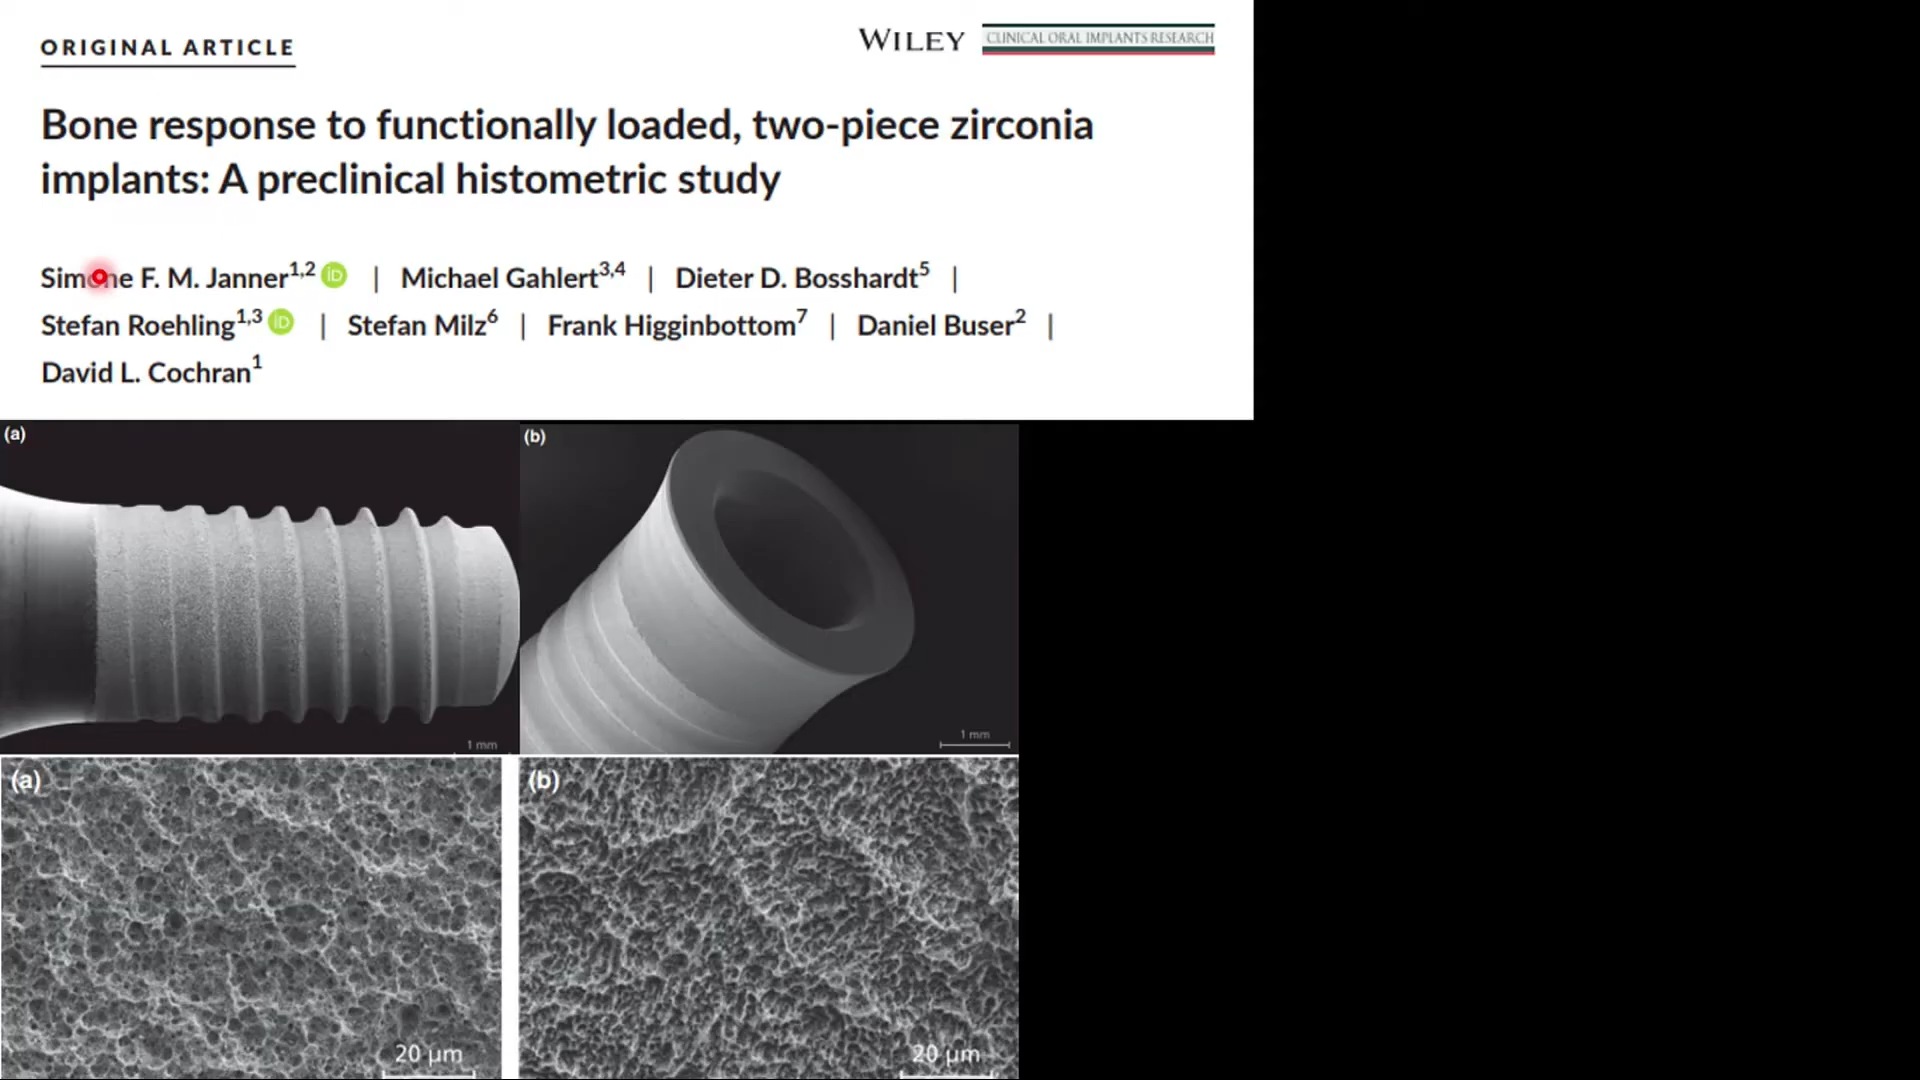 ORIGINAL ARTICLE
WILEY CLINICAL ORAL IMPLANTS RESEARCH
Bone response to functionally loaded, two-piece zirconia
implants: A preclinical histometric study
Simone F. M. Janner1,2 iD | Michael Gahlert3,4 | Dieter D. Bosshardt5 |
Stefan Roehling1,3 iD | Stefan Milz6 | Frank Higginbottom7 | Daniel Buser2 |
David L. Cochran1
(a) (b)
1 mm
1 mm
(a) (b)
20 µm 20 µm